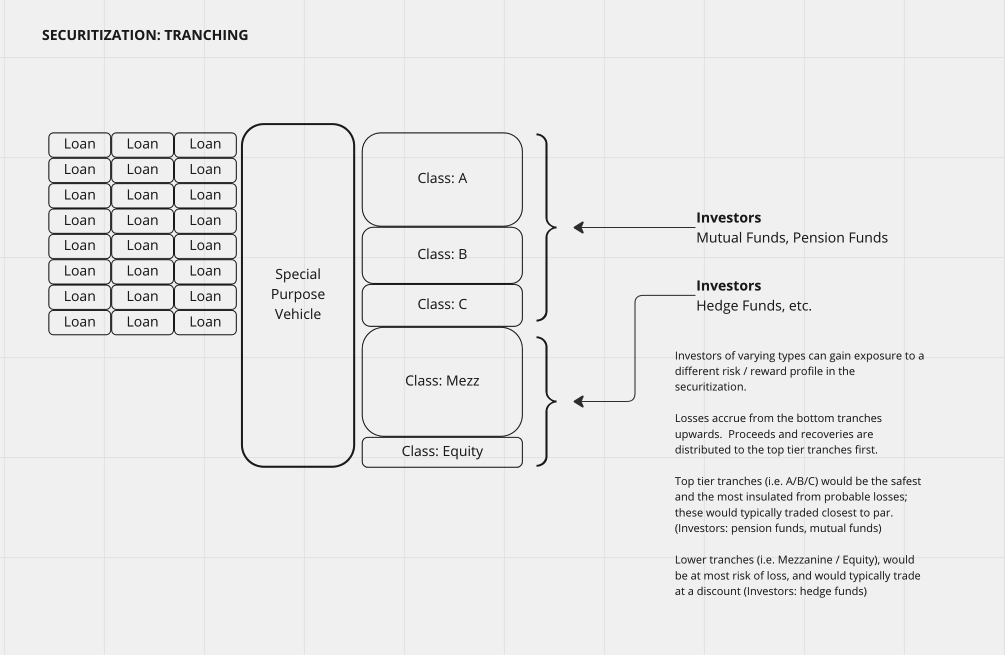 SECURITIZATION: TRANCHING
Loan Loan Loan
Loan Loan Loan
Loan Loan Loan
Loan Loan Loan
Loan Loan Loan
Loan Loan Loan
Loan Loan Loan
Loan Loan Loan
Special
Purpose
Vehicle
Class: A
Class: B
Class: C
Class: Mezz
Class: Equity
Investors
Mutual Funds, Pension Funds
Investors
Hedge Funds, etc.
Investors of varying types can gain exposure to a
different risk / reward profile in the
securitization.
Losses accrue from the bottom tranches
upwards.  Proceeds and recoveries are
distributed to the top tier tranches first.
Top tier tranches (i.e. A/B/C) would be the safest
and the most insulated from probable losses;
these would typically traded closest to par.
(Investors: pension funds, mutual funds)
Lower tranches (i.e. Mezzanine / Equity), would
be at most risk of loss, and would typically trade
at a discount (Investors: hedge funds)